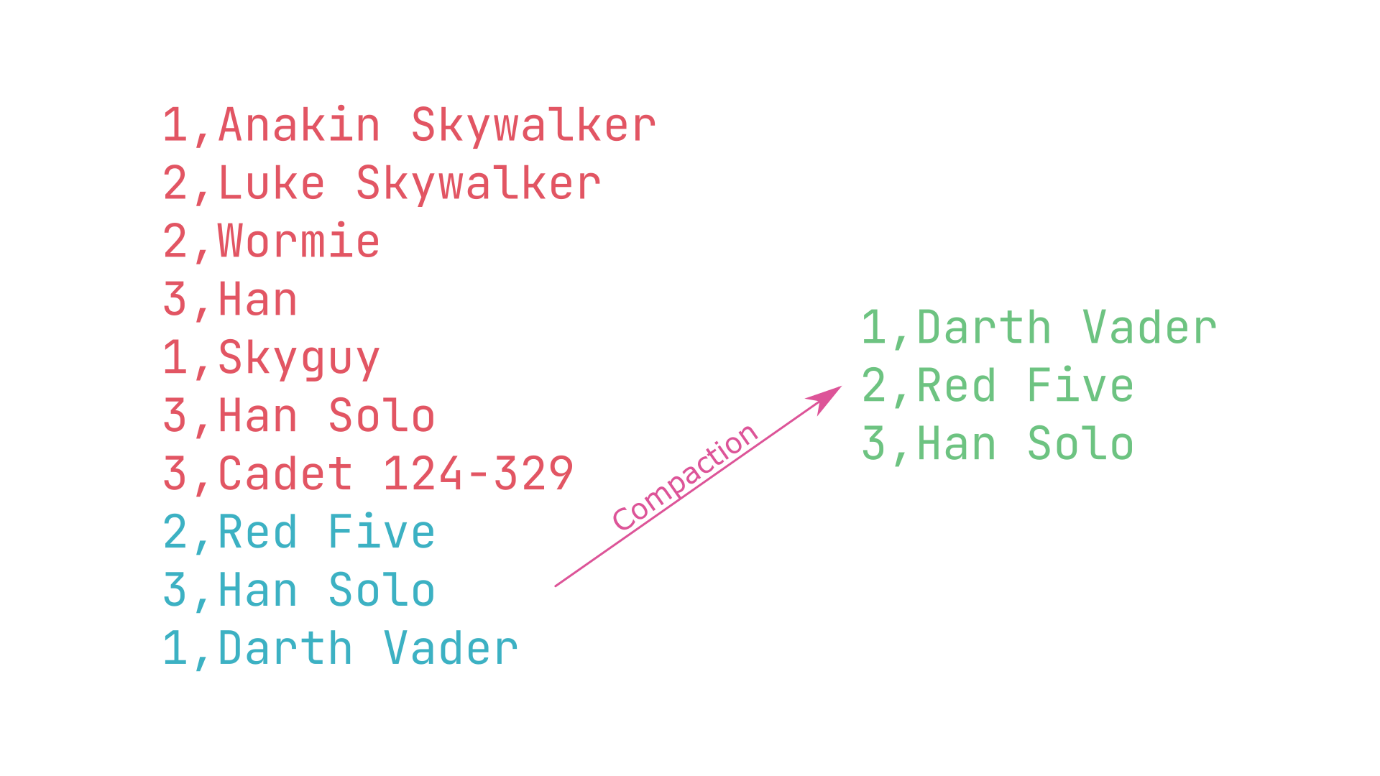 1,Anakin Skywalker
2,Luke Skywalker
2,Wormie
3,Han
1,Skyguy
3,Han Solo
3,Cadet 124-329
2,Red Five
3,Han Solo
1,Darth Vader
Compaction
1,Darth Vader
2,Red Five
3,Han Solo